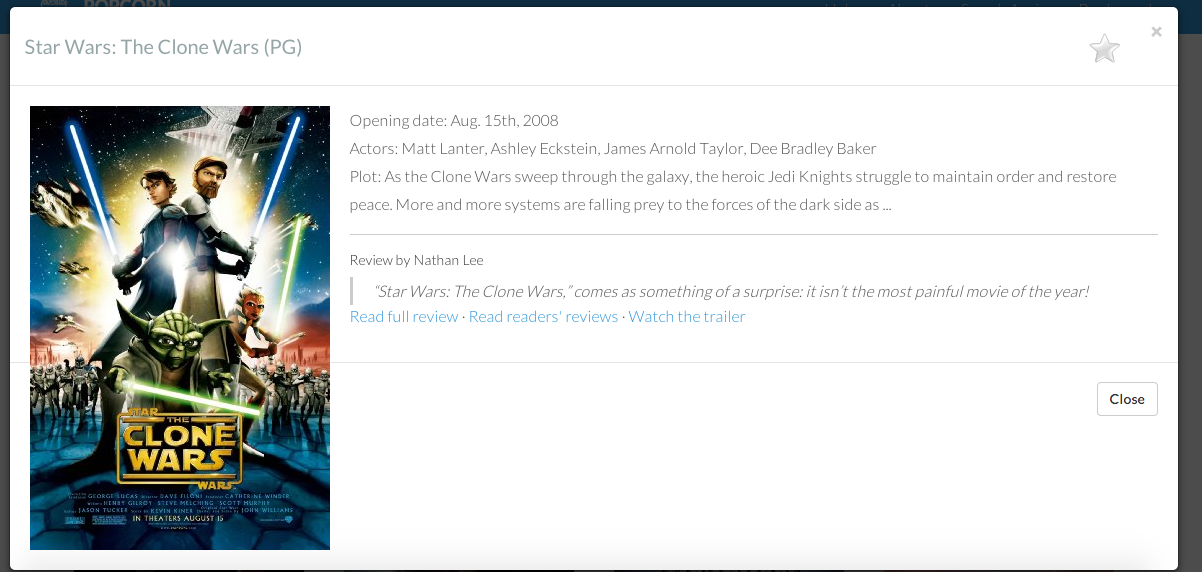 POPCORN
Star Wars: The Clone Wars (PG)
×
Opening date: Aug. 15th, 2008
Actors: Matt Lanter, Ashley Eckstein, James Arnold Taylor, Dee Bradley Baker
Plot: As the Clone Wars sweep through the galaxy, the heroic Jedi Knights struggle to maintain order and restore
peace. More and more systems are falling prey to the forces of the dark side as ...
Review by Nathan Lee
“Star Wars: The Clone Wars,” comes as something of a surprise: it isn’t the most painful movie of the year!
Read full review · Read readers' reviews · Watch the trailer
Close
STAR
THE
CLONE
WARS
WARS
GEORGE LUCAS DAVE FILONI CATHERINE WINDER
HENRY GILROY STEVE MELCHING SCOTT MURPHY
JASON TUCKER KEVIN KINER JOHN WILLIAMS
IN THEATERS AUGUST 15